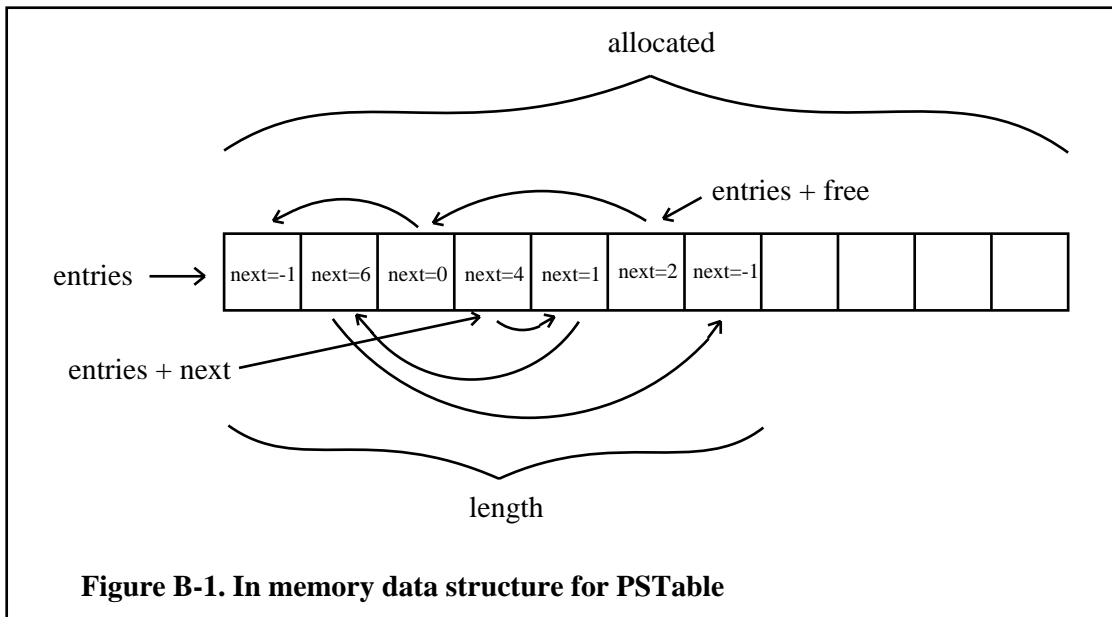 allocated
entries + free
entries
next=-1 next=6 next=0 next=4 next=1 next=2 next=-1
entries + next
length
Figure B-1. In memory data structure for PSTable